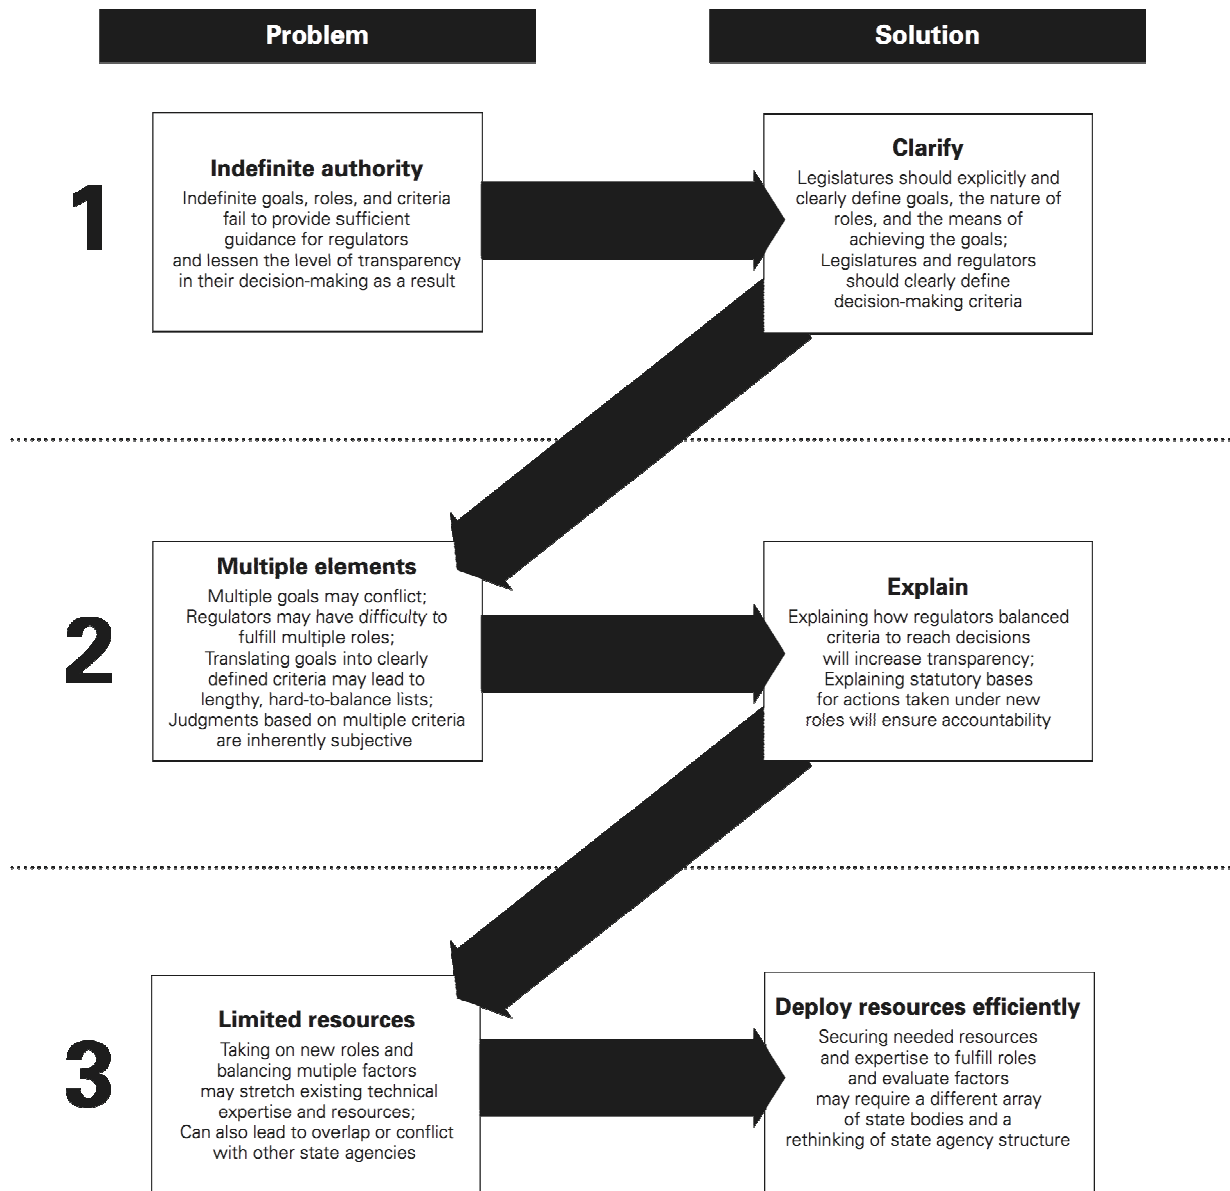 Problem
Solution
1
Indefinite authority
Indefinite goals, roles, and criteria
fail to provide sufficient
guidance for regulators
and lessen the level of transparency
in their decision-making as a result
Clarify
Legislatures should explicitly and
clearly define goals, the nature of
roles, and the means of
achieving the goals;
Legislatures and regulators
should clearly define
decision-making criteria
2
Multiple elements
Multiple goals may conflict;
Regulators may have difficulty to
fulfill multiple roles;
Translating goals into clearly
defined criteria may lead to
lengthy, hard-to-balance lists;
Judgments based on multiple criteria
are inherently subjective
Explain
Explaining how regulators balanced
criteria to reach decisions
will increase transparency;
Explaining statutory bases
for actions taken under new
roles will ensure accountability
3
Limited resources
Taking on new roles and
balancing mutiple factors
may stretch existing technical
expertise and resources;
Can also lead to overlap or conflict
with other state agencies
Deploy resources efficiently
Securing needed resources
and expertise to fulfill roles
and evaluate factors
may require a different array
of state bodies and a
rethinking of state agency structure